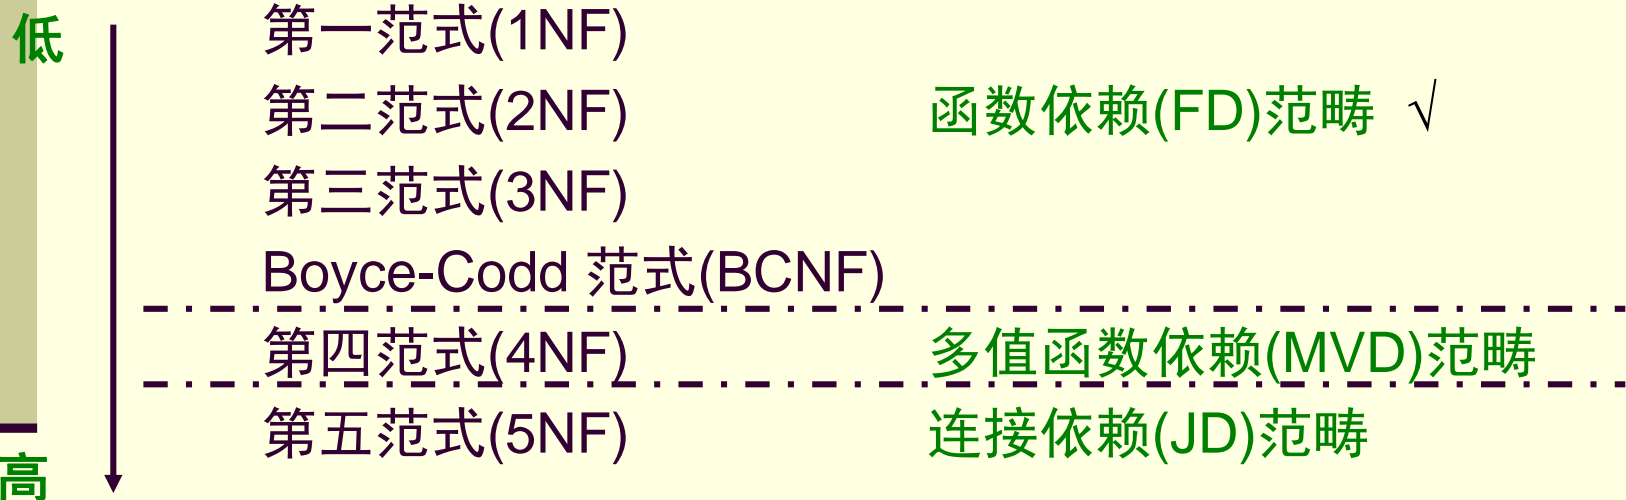 低
第一范式(1NF)
第二范式(2NF) 函数依赖(FD)范畴 √
第三范式(3NF)
Boyce-Codd 范式(BCNF)
第四范式(4NF) 多值函数依赖(MVD)范畴
第五范式(5NF) 连接依赖(JD)范畴
高